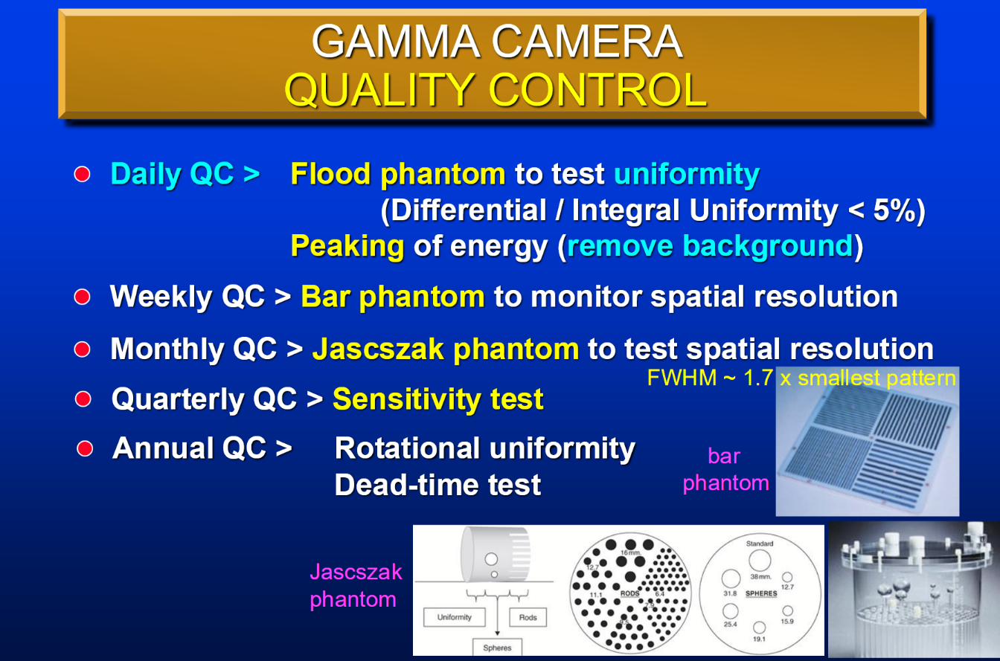 GAMMA CAMERA
QUALITY CONTROL
Daily QC > Flood phantom to test uniformity
(Differential / Integral Uniformity < 5%)
Peaking of energy (remove background)
Weekly QC > Bar phantom to monitor spatial resolution
Monthly QC > Jascszak phantom to test spatial resolution
FWHM ~ 1.7 x smallest pattern
Quarterly QC > Sensitivity test
Annual QC > Rotational uniformity
Dead-time test
bar
phantom
Jascszak
phantom
Uniformity
Rods
Spheres
16mm.
12.7
11.1
RODS
6.4
7.9
9.5
Standard
38mm.
31.8
SPHERES
12.7
25.4
15.9
19.1